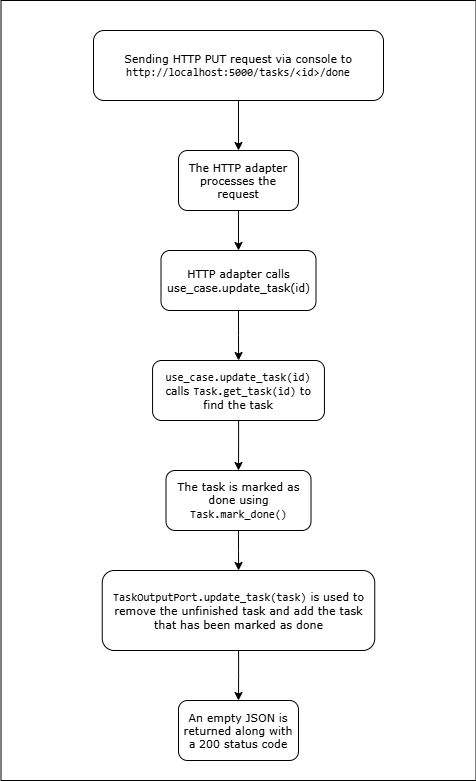 Sending HTTP PUT request via console to
http://localhost:5000/tasks/<id>/done
The HTTP adapter
processes the
request
HTTP adapter calls
use_case.update_task(id)
use_case.update_task(id)
calls Task.get_task(id) to
find the task
The task is marked as
done using
Task.mark_done()
TaskOutputPort.update_task(task) is used to
remove the unfinished task and add the task
that has been marked as done
An empty JSON is
returned along with
a 200 status code